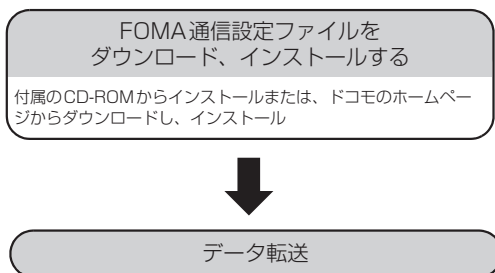 FOMA通信設定ファイルを
ダウンロード、インストールする
付属のCD-ROMからインストールまたは、ドコモのホームペー
ジからダウンロードし、インストール
データ転送